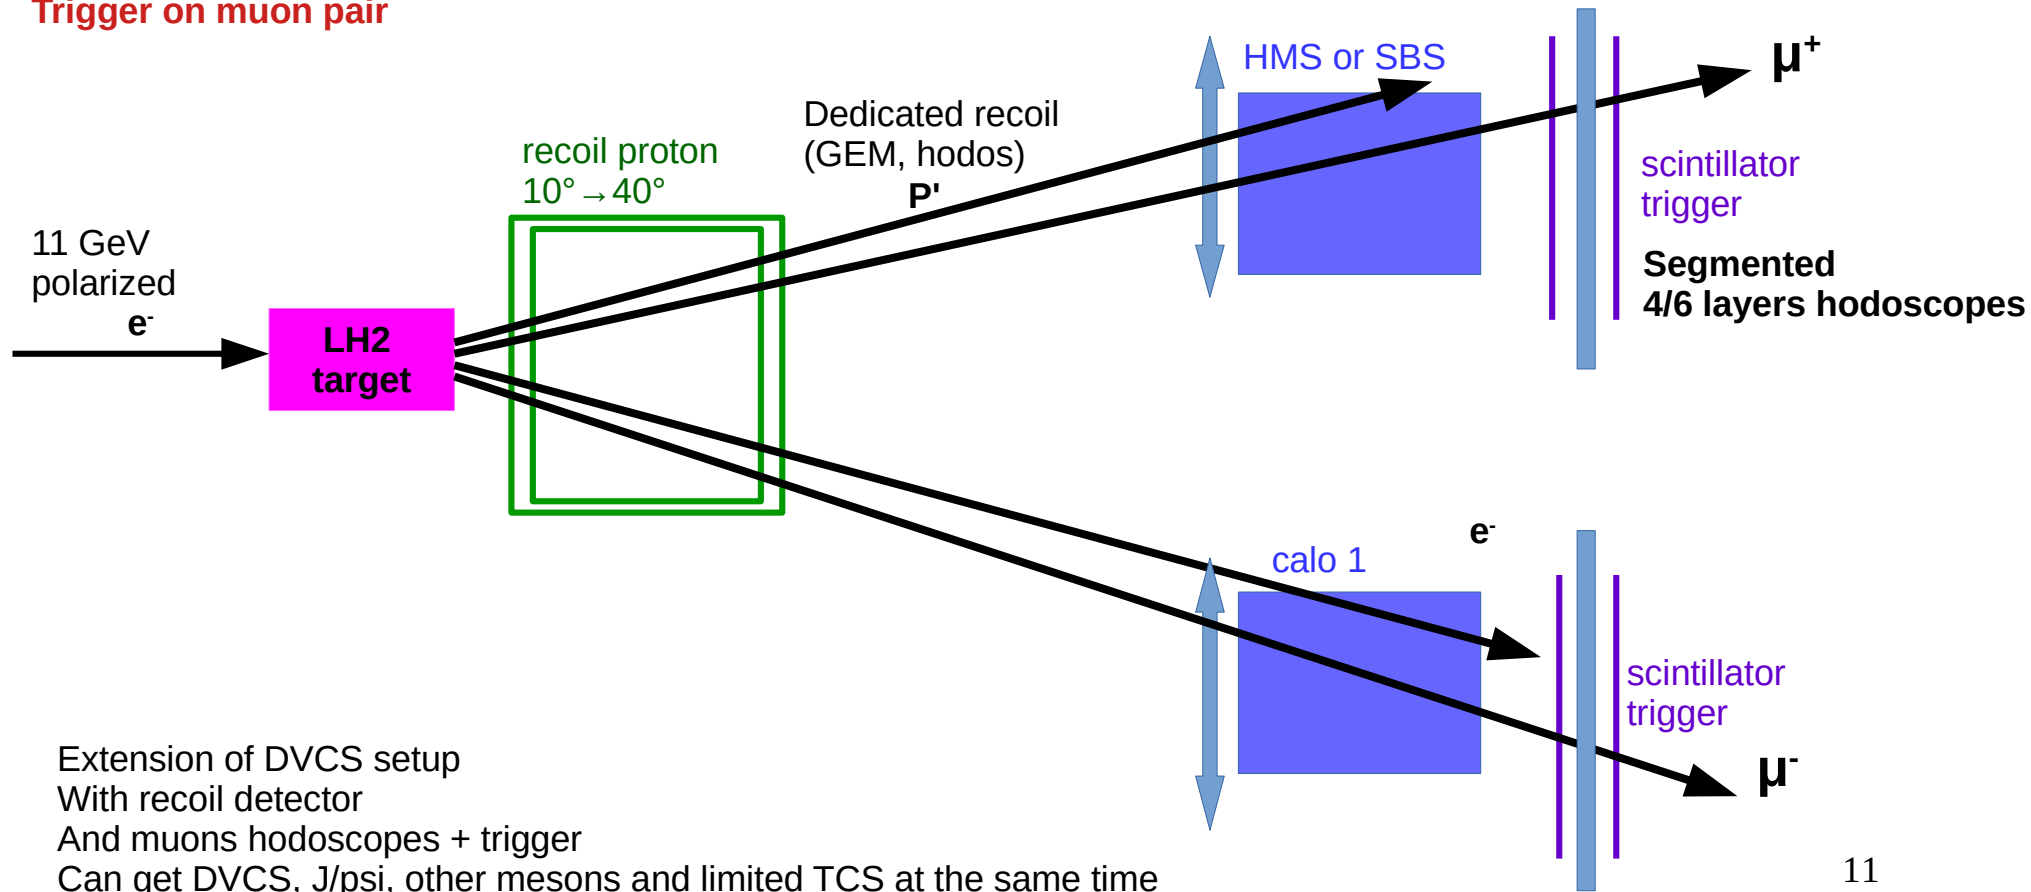 Trigger on muon pair
HMS or SBS
μ+
Dedicated recoil
(GEM, hodos)
P'
recoil proton
10°→40°
scintillator
trigger
Segmented
4/6 layers hodoscopes
11 GeV
polarized
e-
LH2
target
e-
calo 1
scintillator
trigger
μ-
Extension of DVCS setup
With recoil detector
And muons hodoscopes + trigger
Can get DVCS, J/psi, other mesons and limited TCS at the same time
11